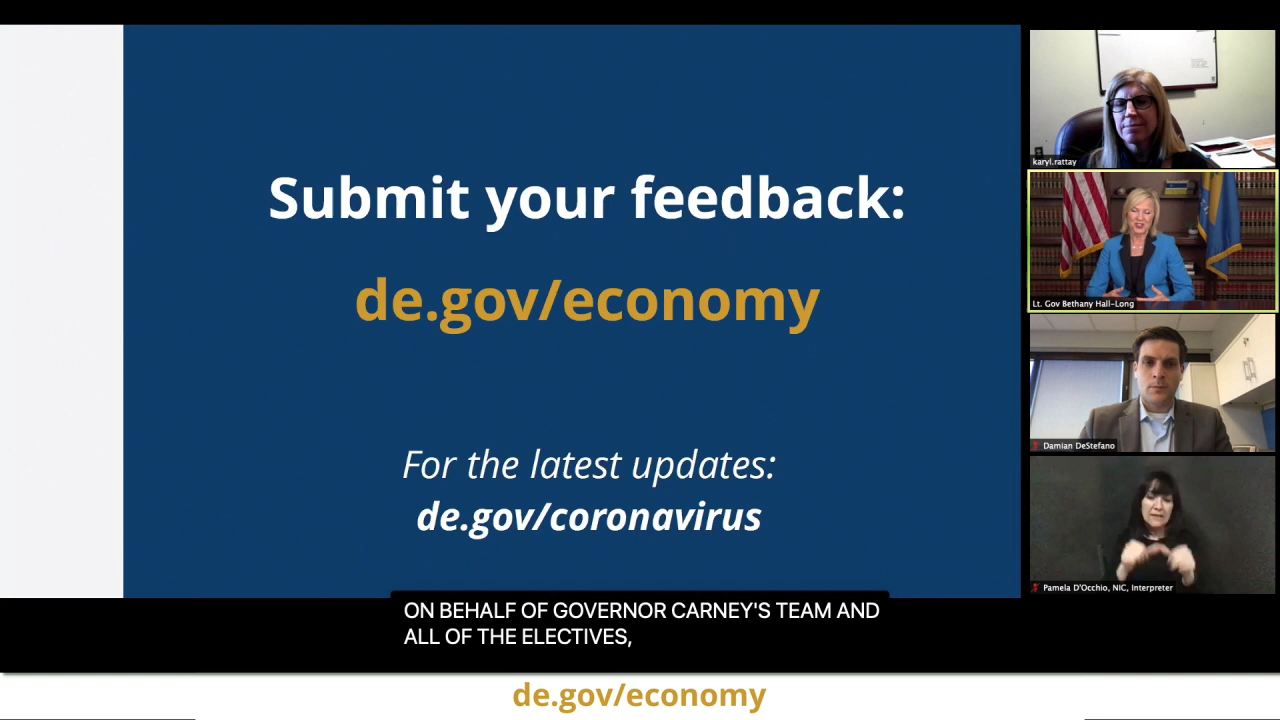 Submit your feedback:
de.gov/economy
For the latest updates:
de.gov/coronavirus
karyl.rattay
Lt. Gov Bethany Hall-Long
Damian DeStefano
Pamela D'Occhio, NIC, Interpreter
ON BEHALF OF GOVERNOR CARNEY'S TEAM AND
ALL OF THE ELECTIVES,
de.gov/economy